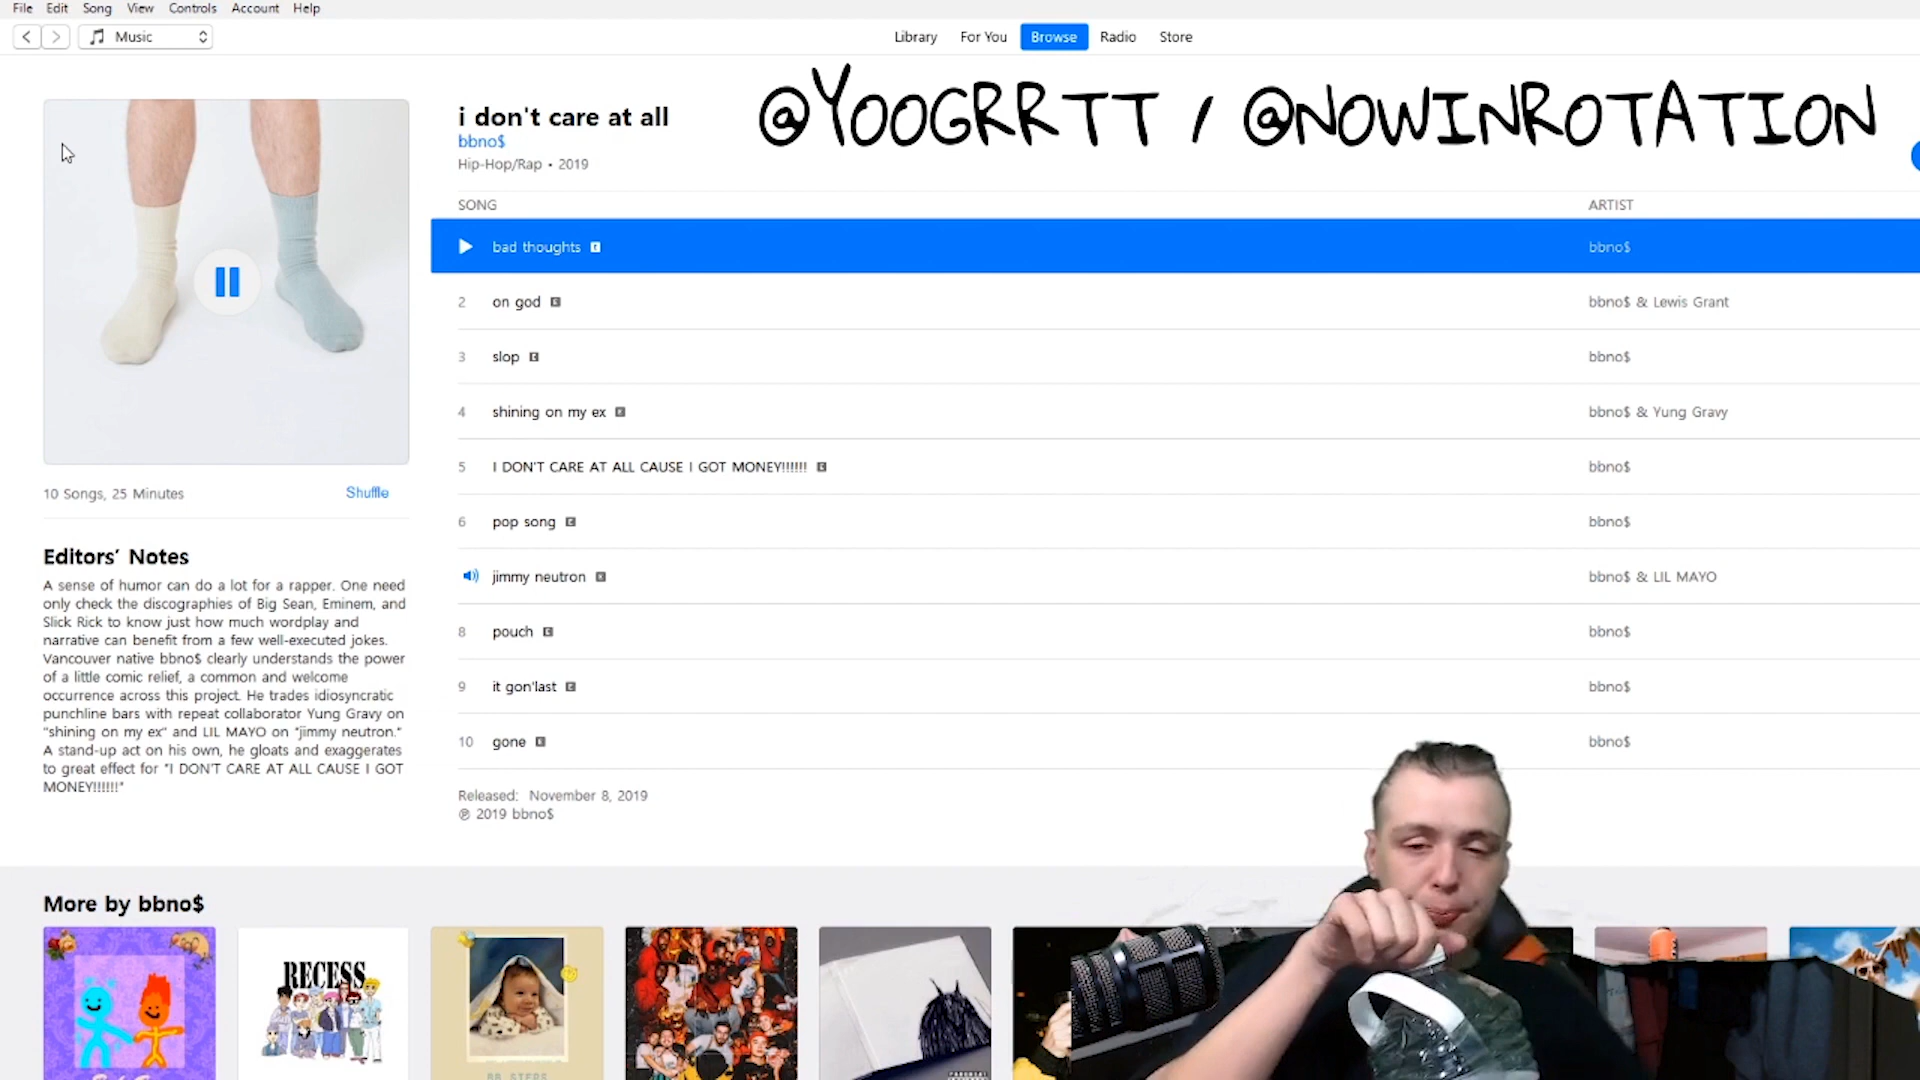 File Edit Song View Controls Account Help
Music
Library For You Browse Radio Store
@YOOGRRTT / @NOWINROTATION
i don't care at all
bbno$
Hip-Hop/Rap • 2019
SONG ARTIST
bad thoughts E bbno$
2 on god E bbno$ & Lewis Grant
3 slop E bbno$
4 shining on my ex E bbno$ & Yung Gravy
5 I DON'T CARE AT ALL CAUSE I GOT MONEY!!!!!! E bbno$
6 pop song E bbno$
jimmy neutron E bbno$ & LIL MAYO
8 pouch E bbno$
9 it gon'last E bbno$
10 gone E bbno$
Released: November 8, 2019
℗ 2019 bbno$
10 Songs, 25 Minutes Shuffle
Editors’ Notes
A sense of humor can do a lot for a rapper. One need
only check the discographies of Big Sean, Eminem, and
Slick Rick to know just how much wordplay and
narrative can benefit from a few well-executed jokes.
Vancouver native bbno$ clearly understands the power
of a little comic relief, a common and welcome
occurrence across this project. He trades idiosyncratic
punchline bars with repeat collaborator Yung Gravy on
"shining on my ex" and LIL MAYO on "jimmy neutron."
A stand-up act on his own, he gloats and exaggerates
to great effect for "I DON'T CARE AT ALL CAUSE I GOT
MONEY!!!!!!"
More by bbno$
RECESS
BB STEPS